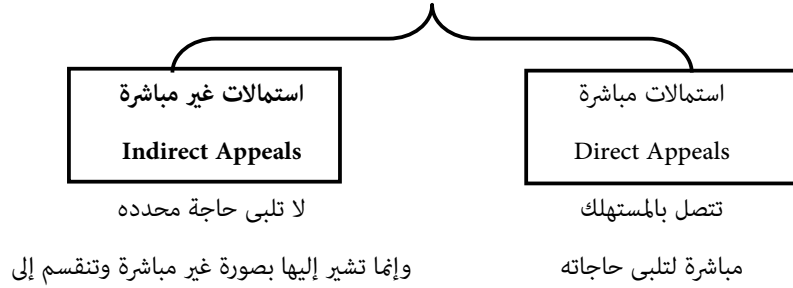 استمالات مباشرة
Direct Appeals
تتصل بالمستهلك
مباشرة لتلبى حاجاته
استمالات غير مباشرة
Indirect Appeals
لا تلبى حاجة محدده
وإنما تشير إليها بصورة غير مباشرة وتنقسم إلى